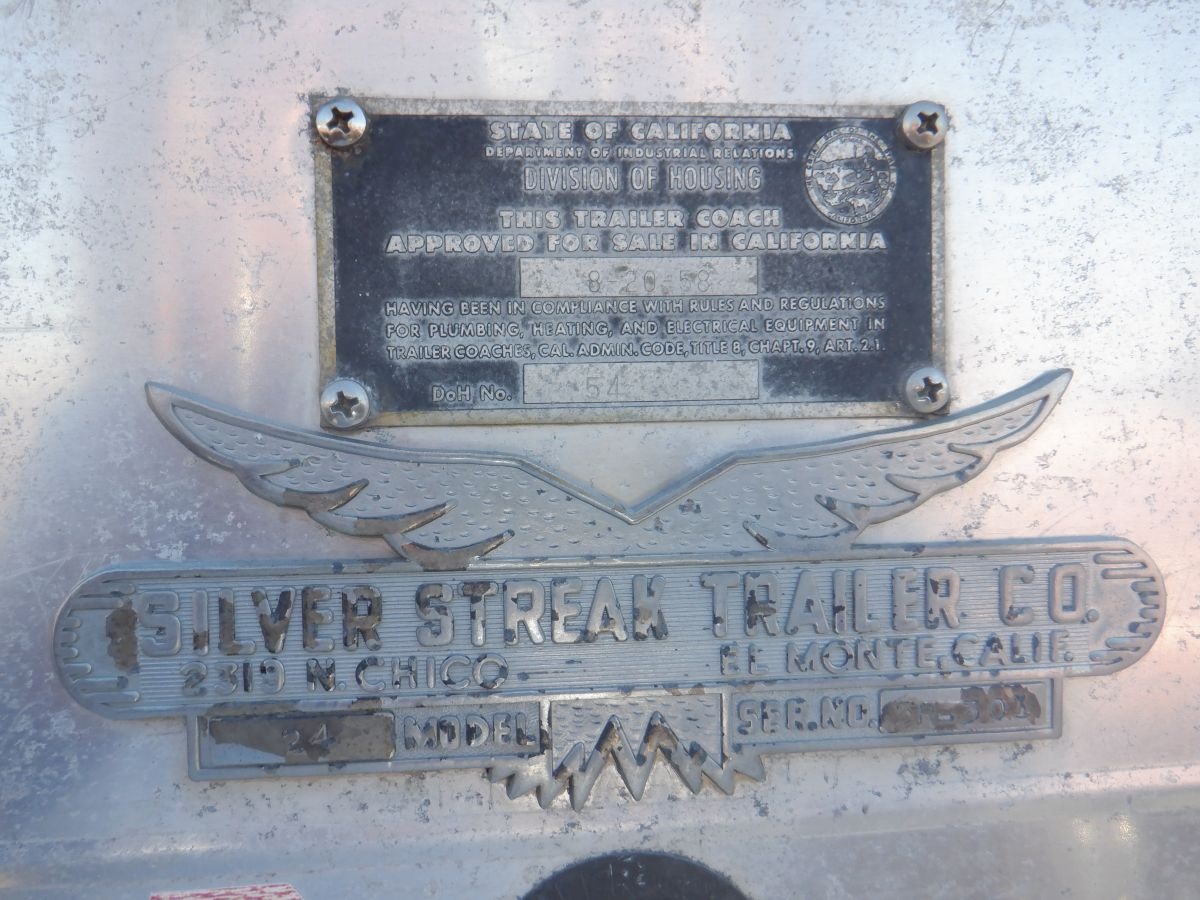 STATE OF CALIFORNIA
DEPARTMENT OF INDUSTRIAL RELATIONS
DIVISION OF HOUSING
THIS TRAILER COACH
APPROVED FOR SALE IN CALIFORNIA
8-20-58
HAVING BEEN IN COMPLIANCE WITH RULES AND REGULATIONS
FOR PLUMBING, HEATING, AND ELECTRICAL EQUIPMENT IN
TRAILER COACHES, CAL. ADMIN. CODE, TITLE 8, CHAPT. 9, ART. 2.1.
DoH No. 54
SILVER STREAK TRAILER CO.
2319 N. CHICO EL MONTE, CALIF.
24 MODEL SER. NO.